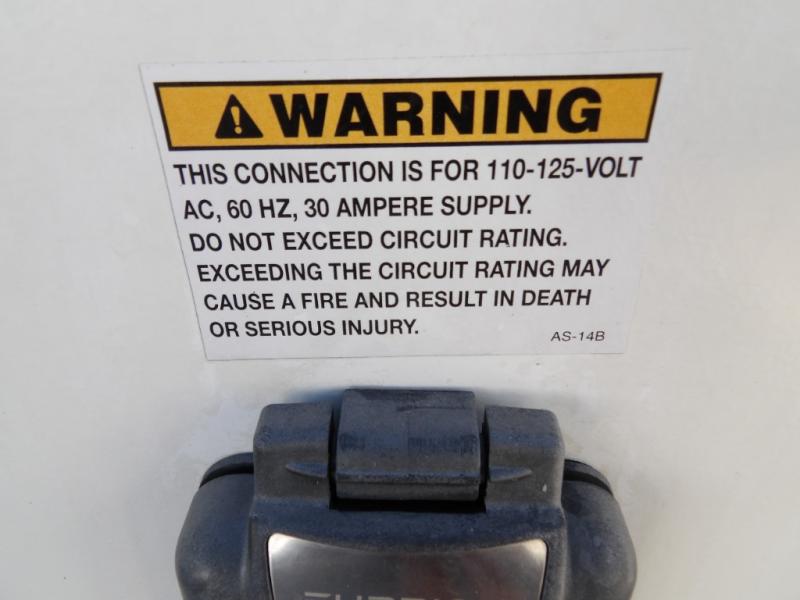 WARNING
THIS CONNECTION IS FOR 110-125-VOLT
AC, 60 HZ, 30 AMPERE SUPPLY.
DO NOT EXCEED CIRCUIT RATING.
EXCEEDING THE CIRCUIT RATING MAY
CAUSE A FIRE AND RESULT IN DEATH
OR SERIOUS INJURY.
AS-14B